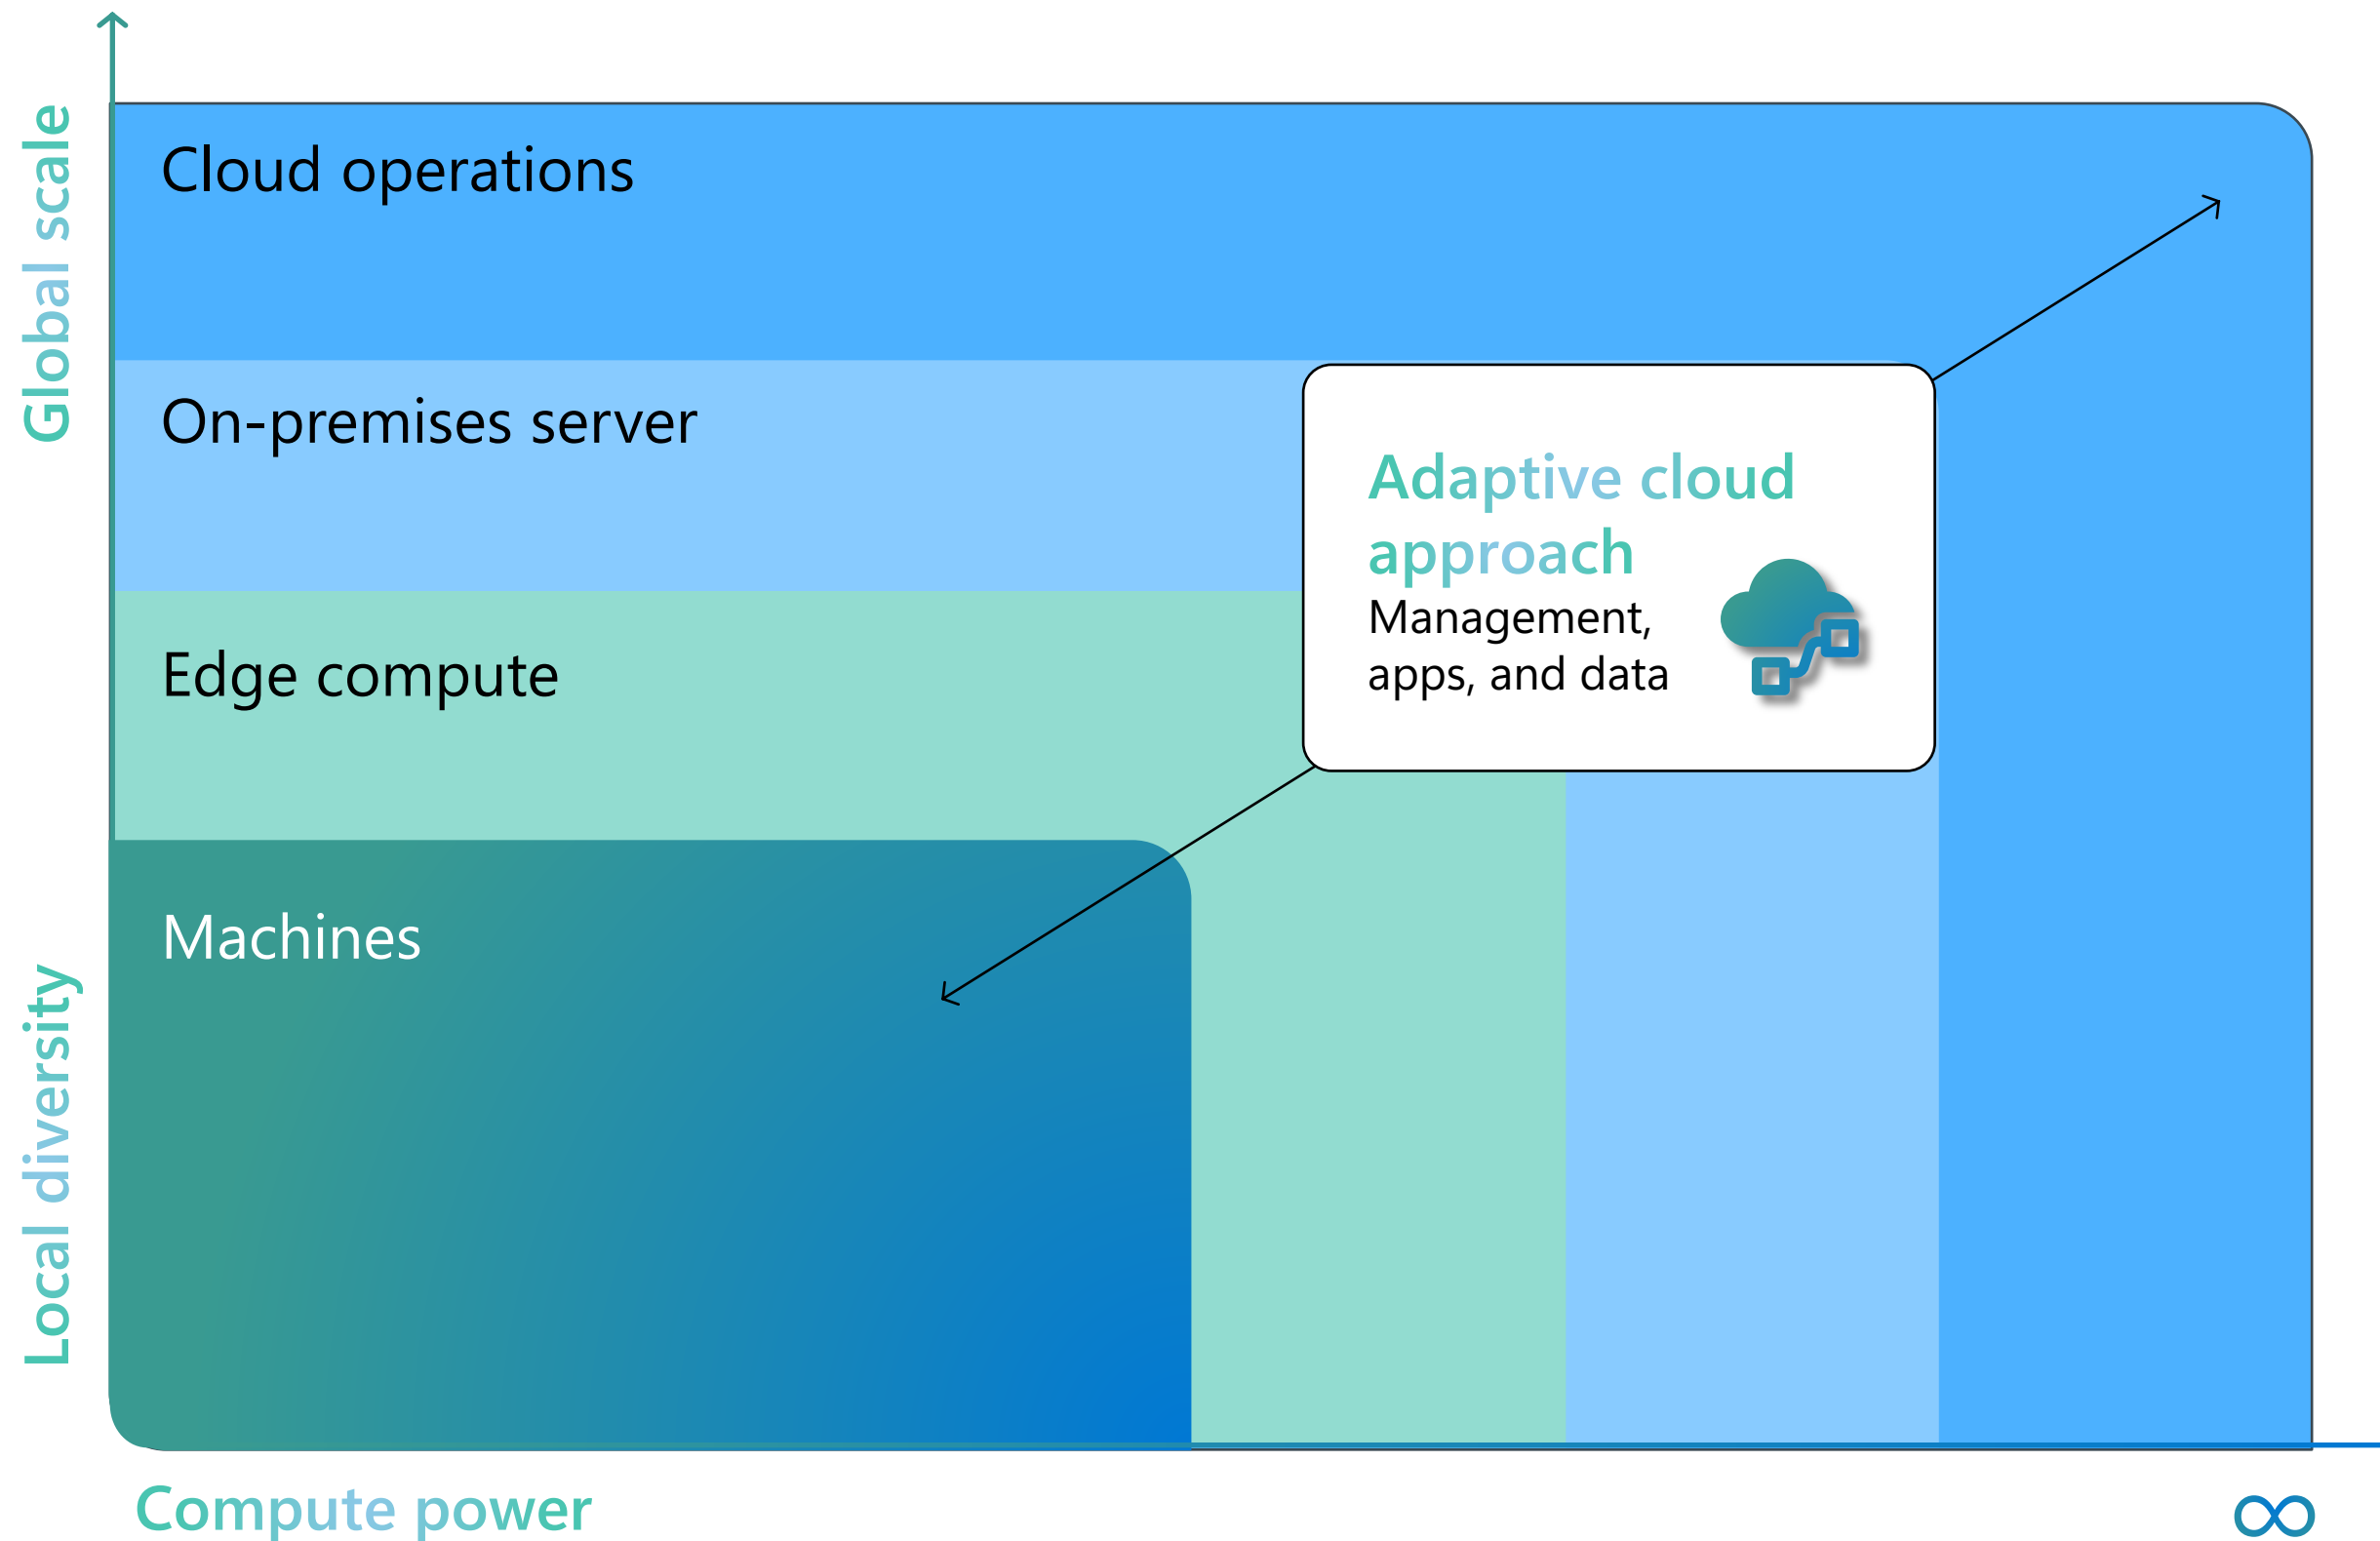 Global scale
Local diversity
Cloud operations
On-premises server
Edge compute
Machines
Adaptive cloud
approach
Management,
apps, and data
Compute power
∞